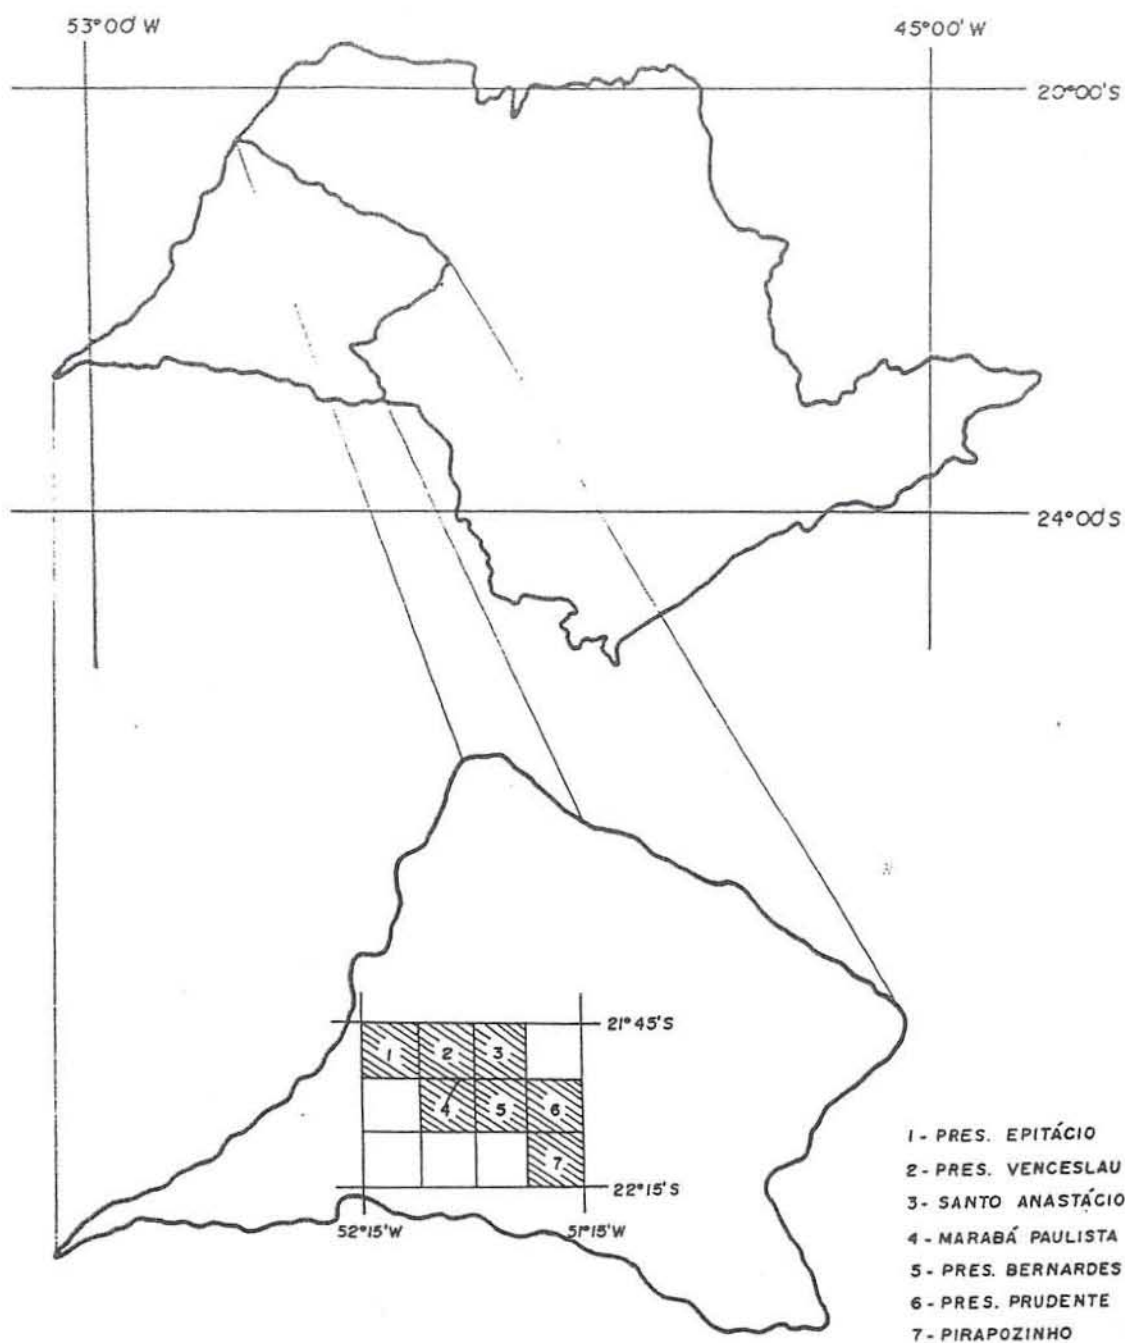 53°00' W
45°00' W
20°00'S
24°00'S
21°45'S
1 2 3
4 5 6
7
22°15'S
52°15'W 51°15'W
1 - PRES. EPITÁCIO
2 - PRES. VENCESLAU
3 - SANTO ANASTÁCIO
4 - MARABÁ PAULISTA
5 - PRES. BERNARDES
6 - PRES. PRUDENTE
7 - PIRAPOZINHO